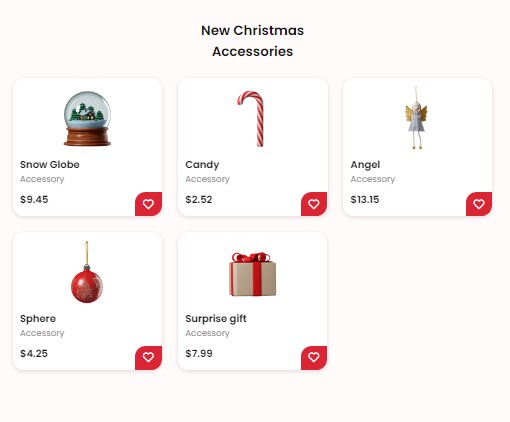 New Christmas
Accessories
Snow Globe
Accessory
$9.45
Candy
Accessory
$2.52
Angel
Accessory
$13.15
Sphere
Accessory
$4.25
Surprise gift
Accessory
$7.99